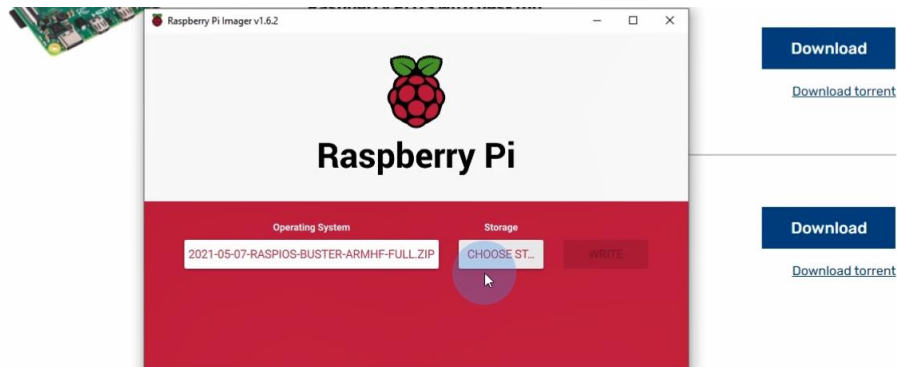 Raspberry Pi Imager v1.6.2
Download
Download torrent
Raspberry Pi
Operating System
Storage
2021-05-07-RASPIOS-BUSTER-ARMHF-FULL.ZIP
CHOOSE ST...
WRITE
Download
Download torrent